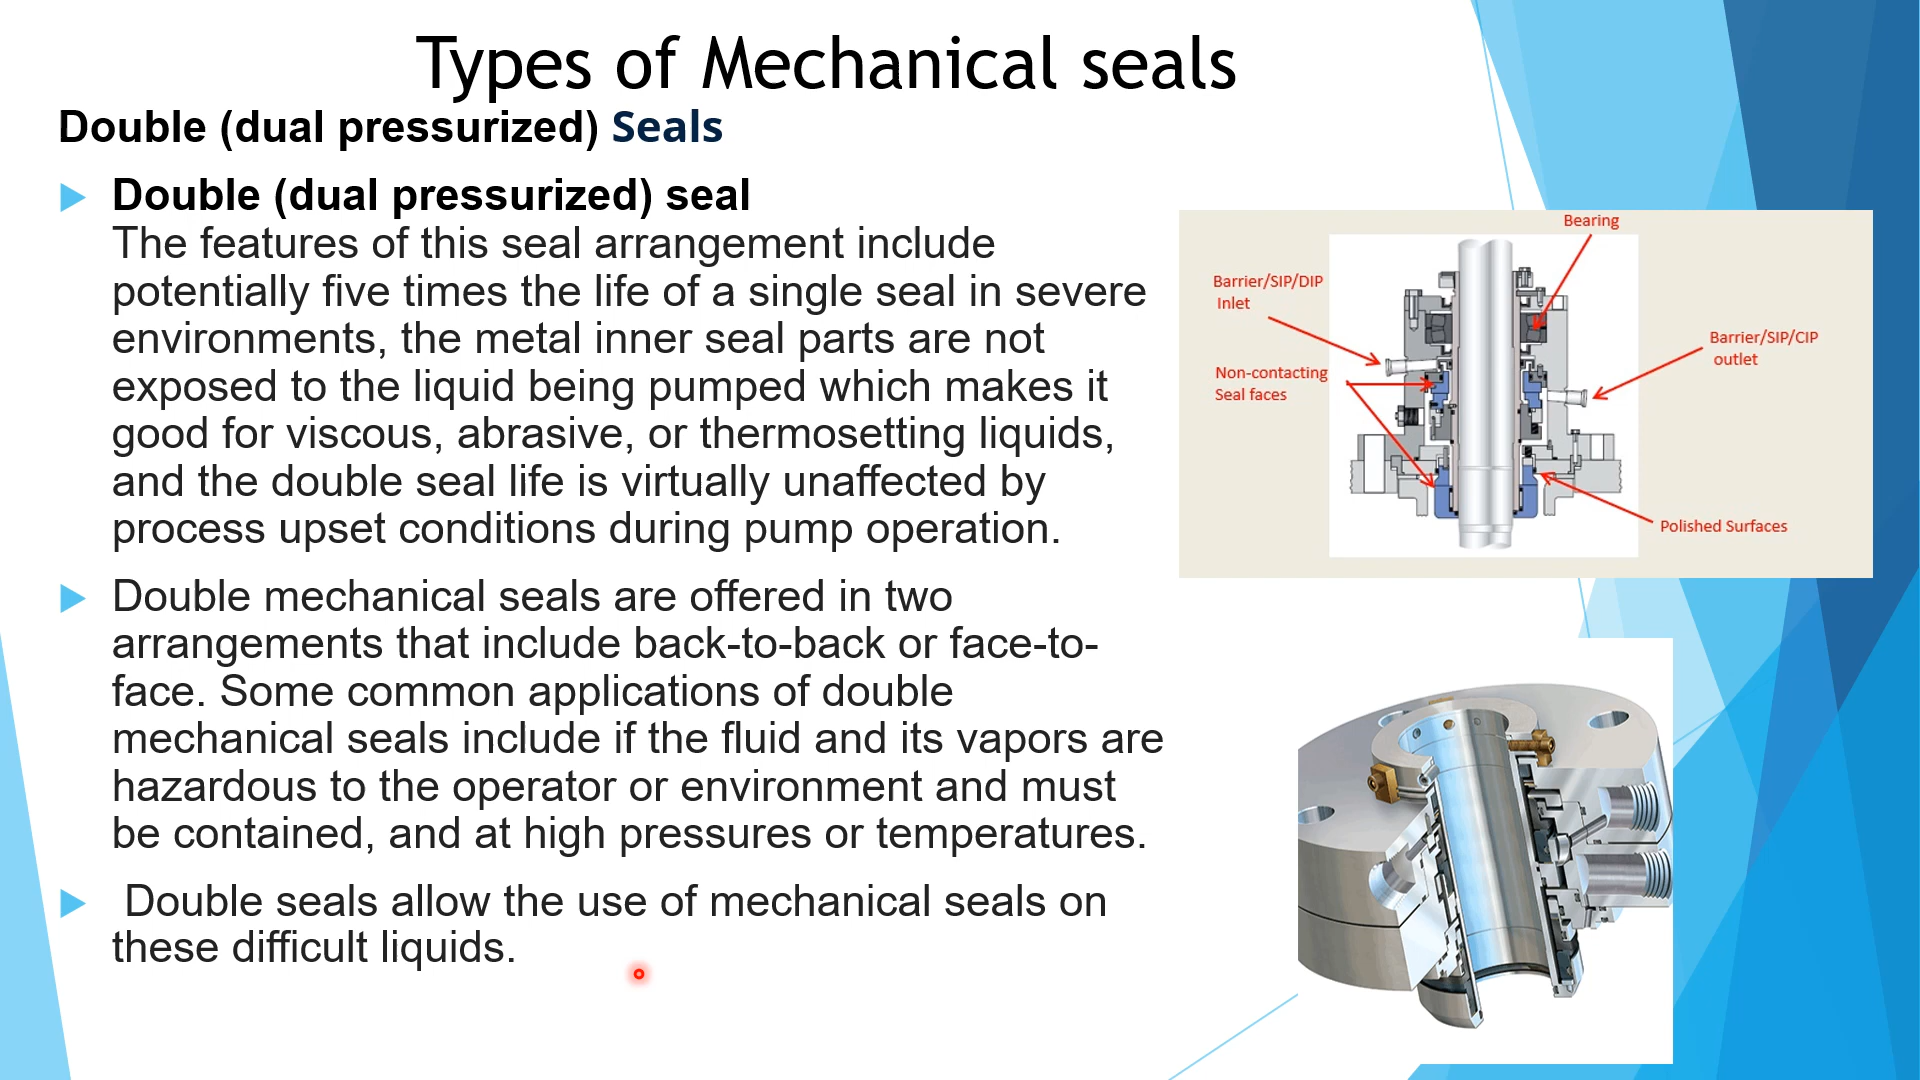 Types of Mechanical seals
Double (dual pressurized) Seals
Double (dual pressurized) seal
The features of this seal arrangement include
potentially five times the life of a single seal in severe
environments, the metal inner seal parts are not
exposed to the liquid being pumped which makes it
good for viscous, abrasive, or thermosetting liquids,
and the double seal life is virtually unaffected by
process upset conditions during pump operation.
Double mechanical seals are offered in two
arrangements that include back-to-back or face-to-
face. Some common applications of double
mechanical seals include if the fluid and its vapors are
hazardous to the operator or environment and must
be contained, and at high pressures or temperatures.
Double seals allow the use of mechanical seals on
these difficult liquids.
Bearing
Barrier/SIP/DIP
Inlet
Barrier/SIP/CIP
outlet
Non-contacting
Seal faces
Polished Surfaces